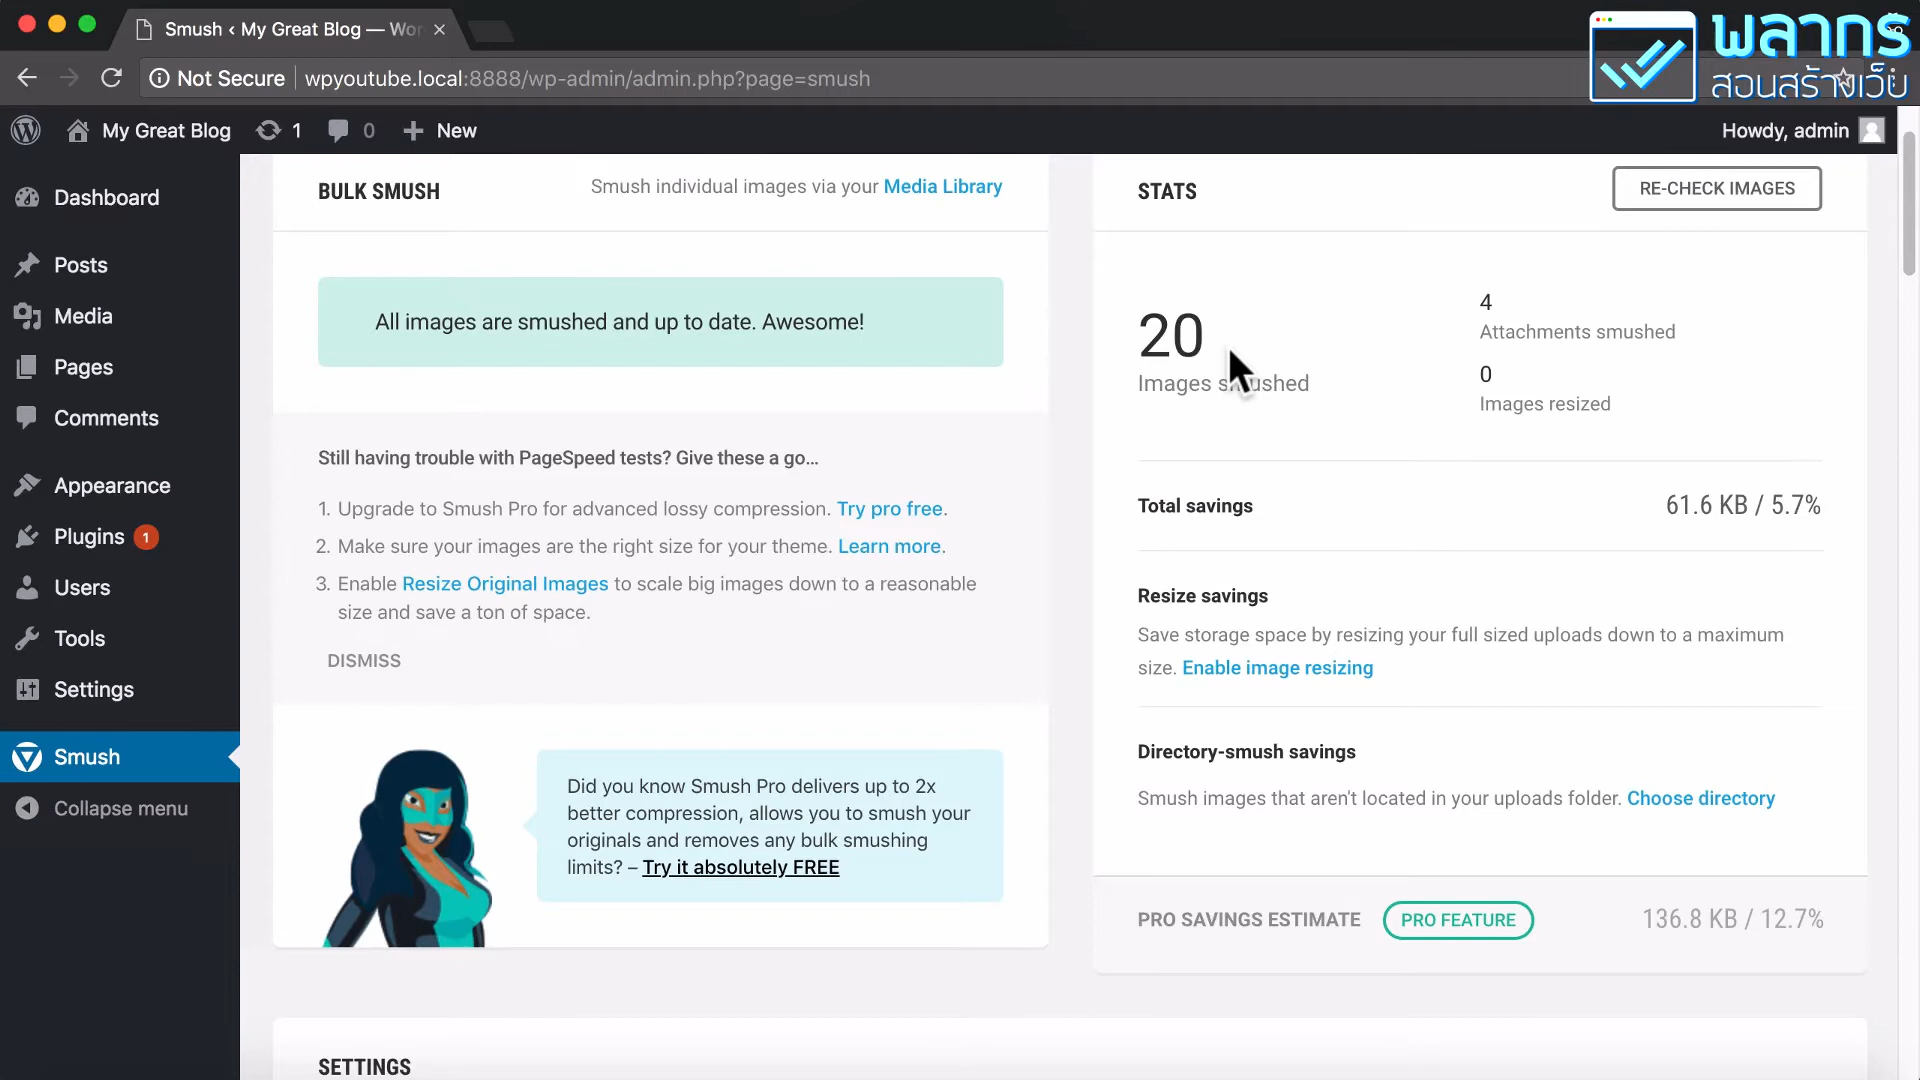 Smush ‹ My Great Blog — Wor
พลากร
สอนสร้างเว็บ
Not Secure
wpyoutube.local:8888/wp-admin/admin.php?page=smush
My Great Blog
1
0
New
Howdy, admin
Dashboard
Posts
Media
Pages
Comments
Appearance
Plugins 1
Users
Tools
Settings
Smush
Collapse menu
BULK SMUSH
Smush individual images via your Media Library
All images are smushed and up to date. Awesome!
Still having trouble with PageSpeed tests? Give these a go...
1. Upgrade to Smush Pro for advanced lossy compression. Try pro free.
2. Make sure your images are the right size for your theme. Learn more.
3. Enable Resize Original Images to scale big images down to a reasonable
size and save a ton of space.
DISMISS
Did you know Smush Pro delivers up to 2x
better compression, allows you to smush your
originals and removes any bulk smushing
limits? – Try it absolutely FREE
STATS
RE-CHECK IMAGES
20
Images smushed
4
Attachments smushed
0
Images resized
Total savings
61.6 KB / 5.7%
Resize savings
Save storage space by resizing your full sized uploads down to a maximum
size. Enable image resizing
Directory-smush savings
Smush images that aren't located in your uploads folder. Choose directory
PRO SAVINGS ESTIMATE
PRO FEATURE
136.8 KB / 12.7%
SETTINGS